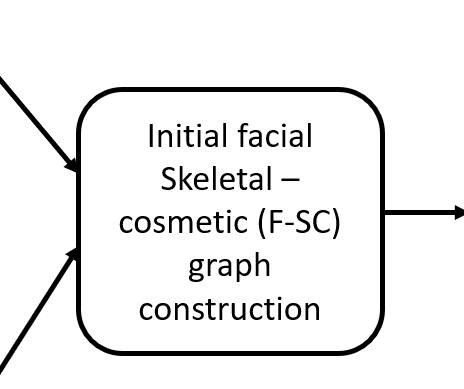 Initial facial
Skeletal –
cosmetic (F-SC)
graph
construction